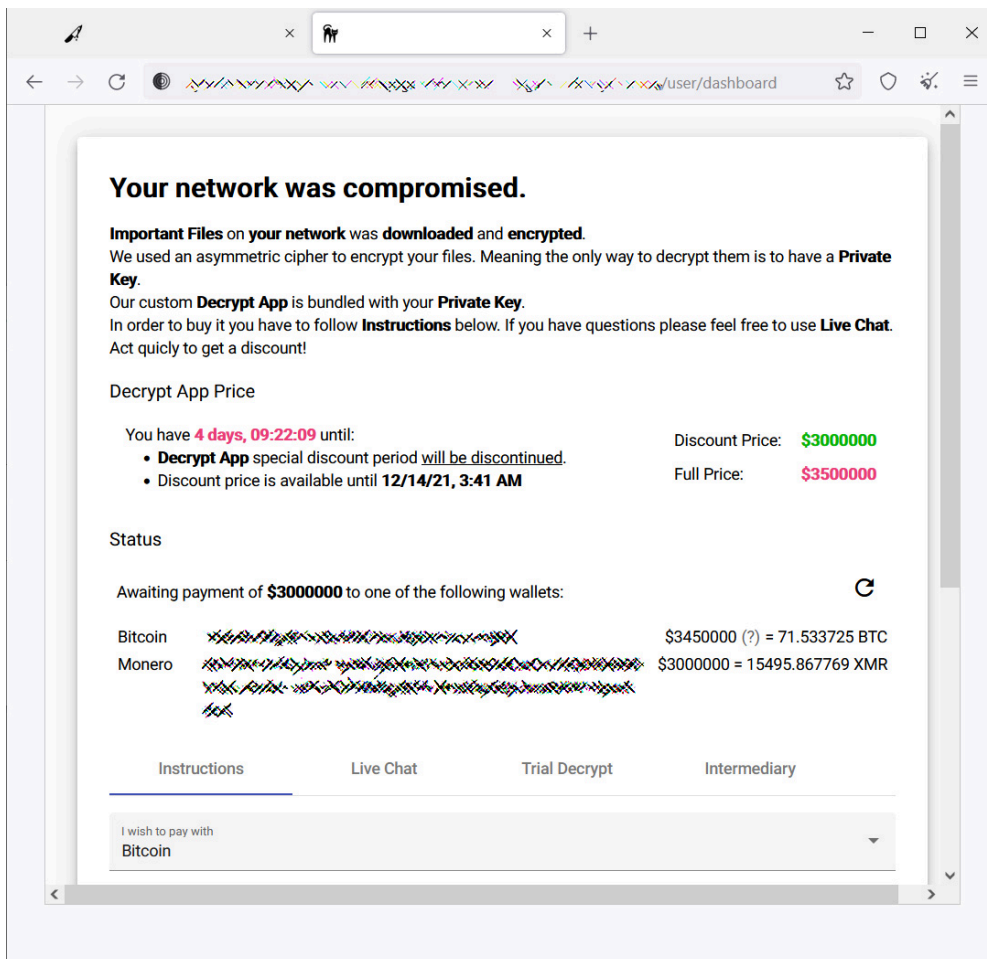 /user/dashboard
Your network was compromised.
Important Files on your network was downloaded and encrypted.
We used an asymmetric cipher to encrypt your files. Meaning the only way to decrypt them is to have a Private
Key.
Our custom Decrypt App is bundled with your Private Key.
In order to buy it you have to follow Instructions below. If you have questions please feel free to use Live Chat.
Act quicly to get a discount!
Decrypt App Price
You have 4 days, 09:22:09 until:
• Decrypt App special discount period will be discontinued.
• Discount price is available until 12/14/21, 3:41 AM
Discount Price: $3000000
Full Price: $3500000
Status
Awaiting payment of $3000000 to one of the following wallets:
Bitcoin $3450000 (?) = 71.533725 BTC
Monero $3000000 = 15495.867769 XMR
Instructions Live Chat Trial Decrypt Intermediary
I wish to pay with
Bitcoin